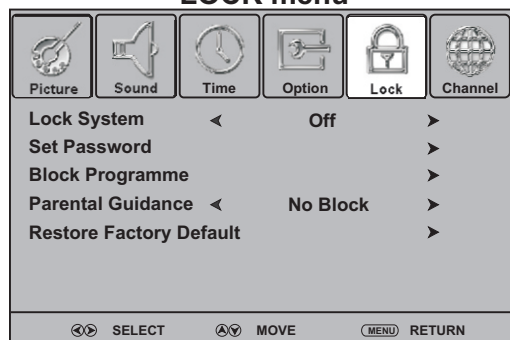 LOCK menu
Picture Sound Time Option Lock Channel
Lock System Off
Set Password
Block Programme
Parental Guidance No Block
Restore Factory Default
SELECT MOVE MENU RETURN